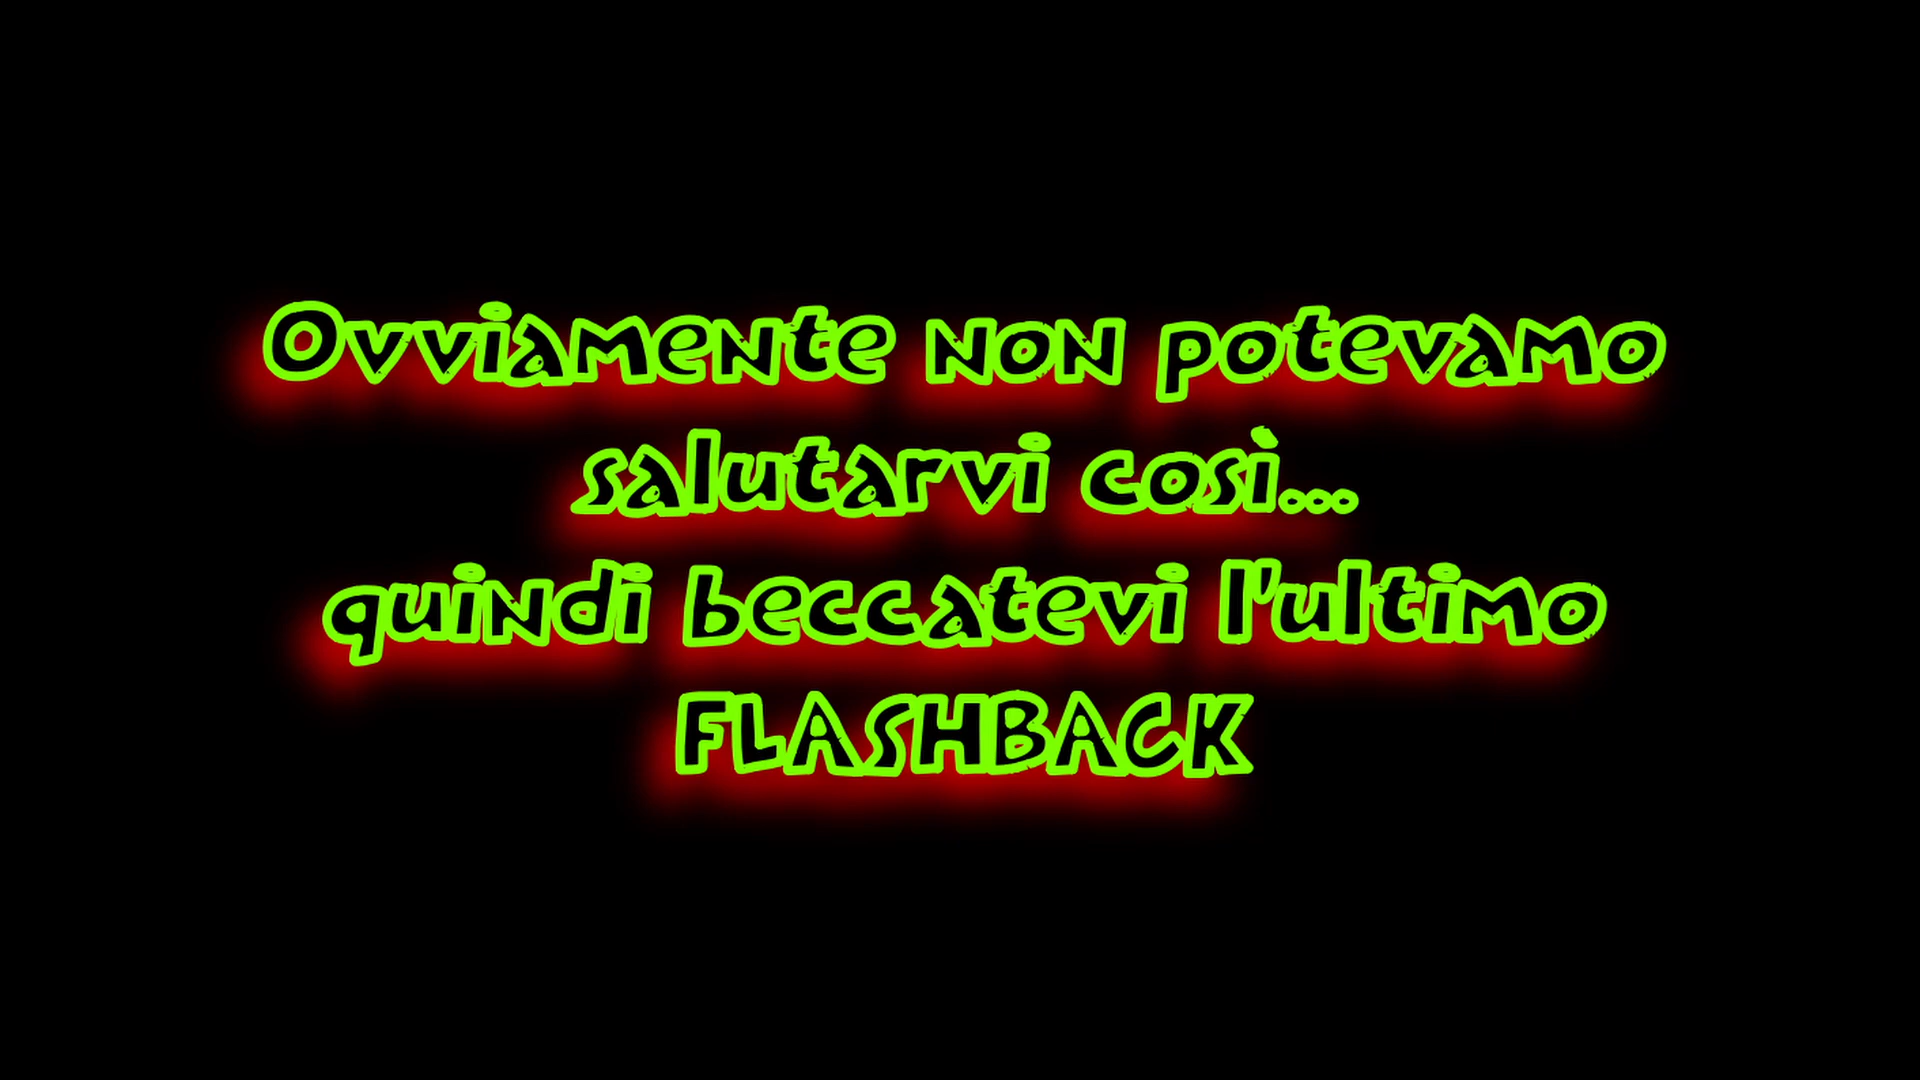 Ovviamente non potevamo
salutarvi così...
quindi beccatevi l'ultimo
FLASHBACK